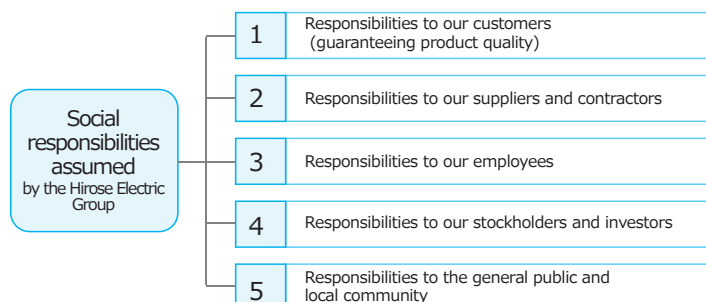 Social
responsibilities
assumed
by the Hirose Electric
Group
1
Responsibilities to our customers
(guaranteeing product quality)
2
Responsibilities to our suppliers and contractors
3
Responsibilities to our employees
4
Responsibilities to our stockholders and investors
5
Responsibilities to the general public and
local community